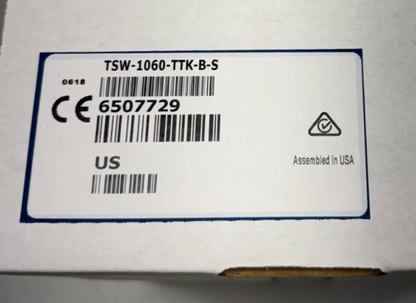 TSW-1060-TTK-B-S
0618
CE 6507729
US
Assembled In USA